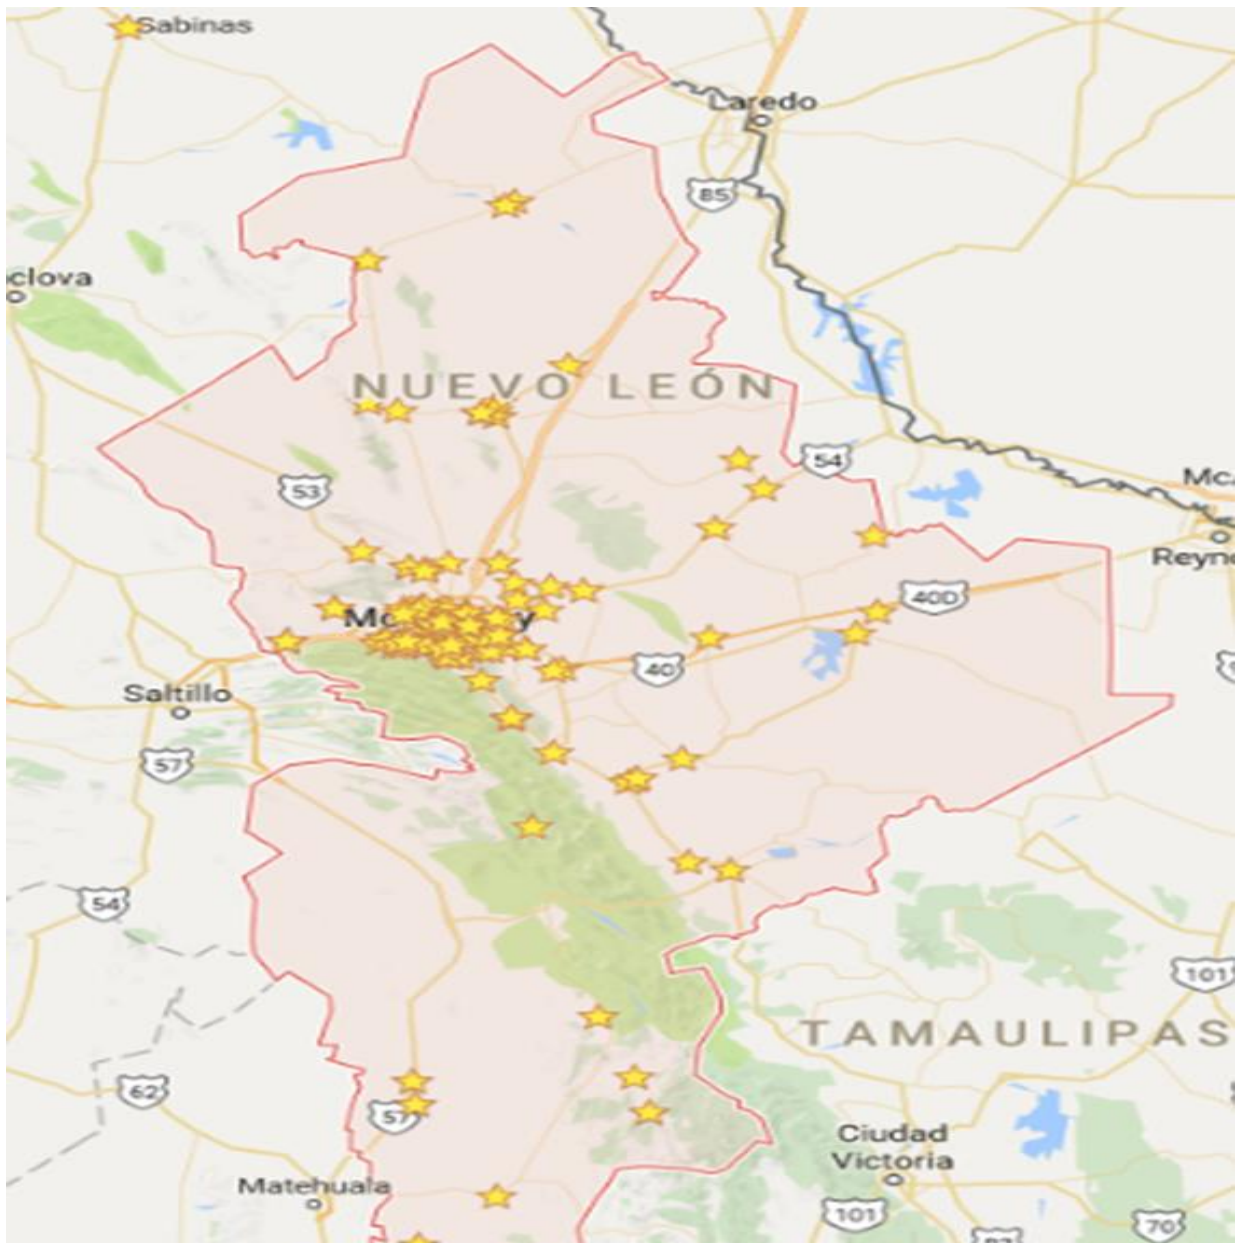 Sabinas
Laredo
85
clova
NUEVO LEÓN
54
53
Mc
Reyn
40D
40
Saltillo
57
54
101
TAMAULIPAS
62
57
Ciudad
Victoria
Matehuala
101
70